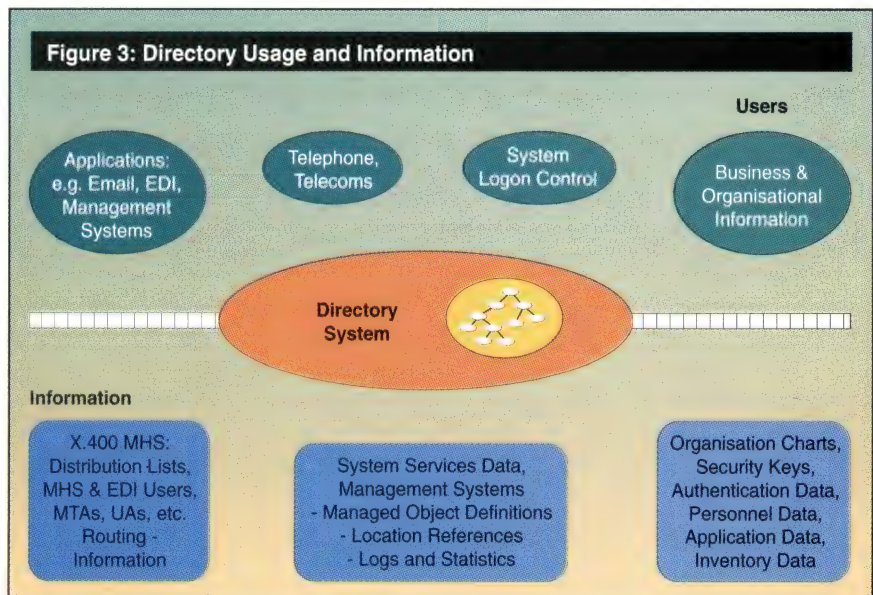 Figure 3: Directory Usage and Information
Users
Applications:
e.g. Email, EDI,
Management
Systems
Telephone,
Telecoms
System
Logon Control
Business &
Organisational
Information
Directory
System
Information
X.400 MHS:
Distribution Lists,
MHS & EDI Users,
MTAs, UAs, etc.
Routing -
Information
System Services Data,
Management Systems
- Managed Object Definitions
- Location References
- Logs and Statistics
Organisation Charts,
Security Keys,
Authentication Data,
Personnel Data,
Application Data,
Inventory Data